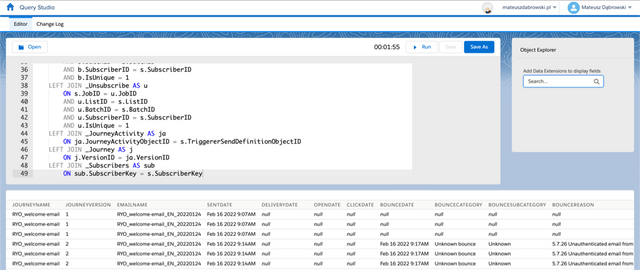 Query Studio
mateuszdabrowski.pl
Mateusz Dąbrowski
Editor
Change Log
Open
00:01:55
Run
Save
Save As
Object Explorer
Add Data Extensions to display fields
Search...
36 AND b.SubscriberID = s.SubscriberID
37 AND b.IsUnique = 1
38 LEFT JOIN _Unsubscribe AS u
39 ON s.JobID = u.JobID
40 AND u.ListID = s.ListID
41 AND u.BatchID = s.BatchID
42 AND u.SubscriberID = s.SubscriberID
43 AND u.IsUnique = 1
44 LEFT JOIN _JourneyActivity AS ja
45 ON ja.JourneyActivityObjectID = s.TriggererSendDefinitionObjectID
46 LEFT JOIN _Journey AS j
47 ON j.VersionID = ja.VersionID
48 LEFT JOIN _Subscribers AS sub
49 ON sub.SubscriberKey = s.SubscriberKey
JOURNEYNAME JOURNEYVERSION EMAILNAME SENTDATE DELIVERYDATE OPENDATE CLICKDATE BOUNCEDATE BOUNCECATEGORY BOUNCESUBCATEGORY BOUNCEREASON
RYO_welcome-email 1 RYO_welcome-email_EN_20220124 Feb 16 2022 9:07AM null null null null null null null
RYO_welcome-email 1 RYO_welcome-email_EN_20220124 Feb 16 2022 9:07AM null null null null null null null
RYO_welcome-email 1 RYO_welcome-email_EN_20220124 Feb 16 2022 9:07AM null null null null null null null
RYO_welcome-email 2 RYO_welcome-email_EN_20220124 Feb 16 2022 9:14AM null null null Feb 16 2022 9:17AM Unknown bounce Unknown 5.7.26 Unauthenticated email from
RYO_welcome-email 2 RYO_welcome-email_EN_20220124 Feb 16 2022 9:14AM null null null Feb 16 2022 9:17AM Unknown bounce Unknown 5.7.26 Unauthenticated email from
RYO_welcome-email 2 RYO_welcome-email_EN_20220124 Feb 16 2022 9:14AM null null null Feb 16 2022 9:17AM Unknown bounce Unknown 5.7.26 Unauthenticated email from